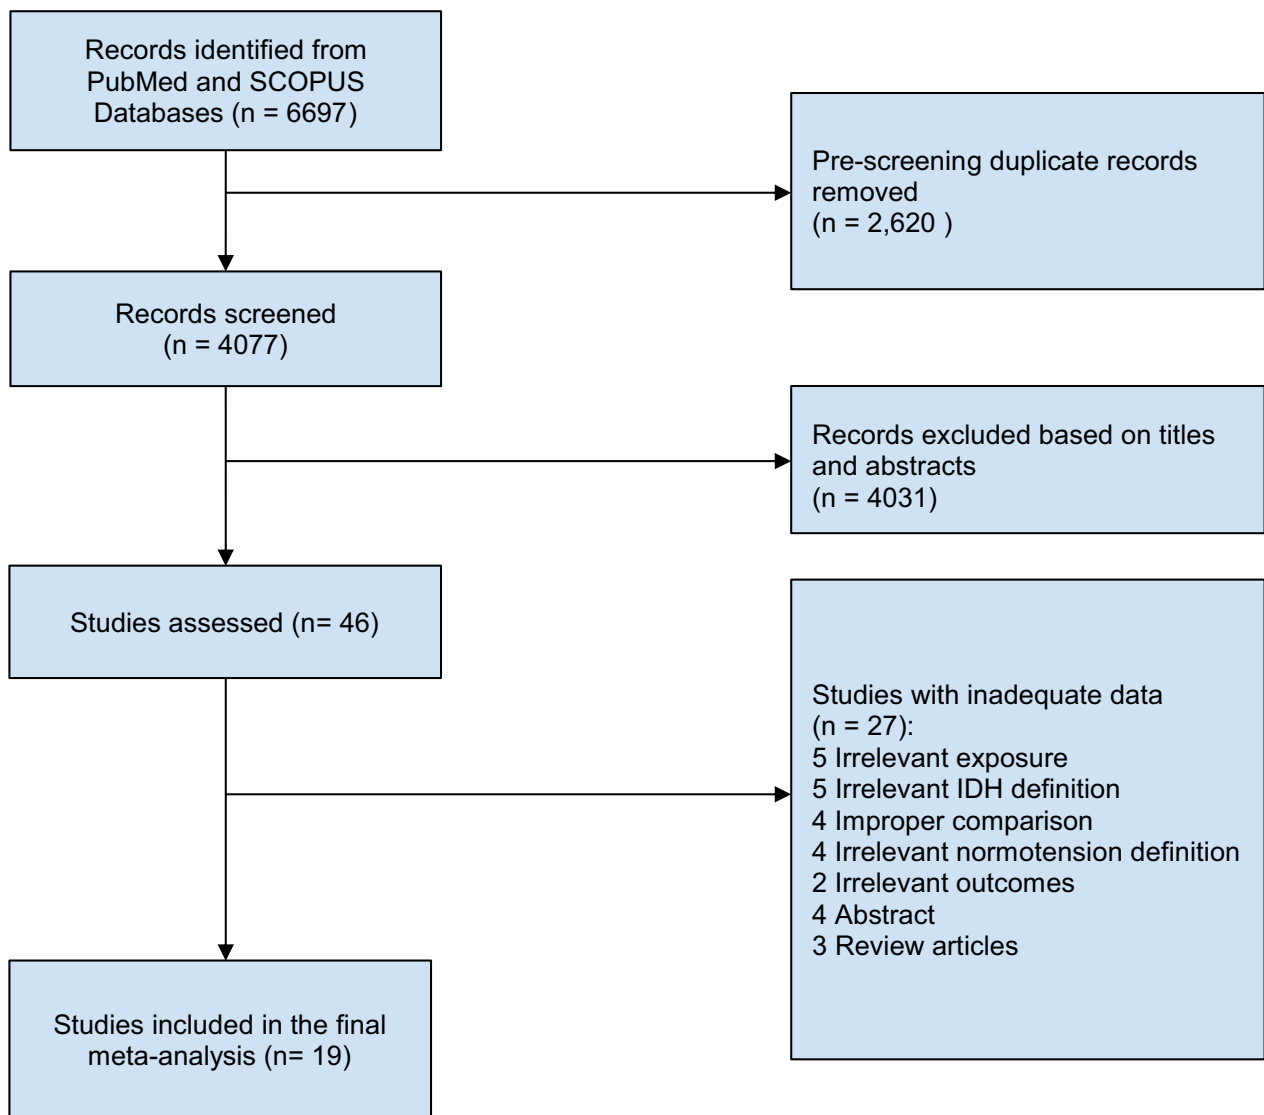 Records identified from
PubMed and SCOPUS
Databases (n = 6697)
Pre-screening duplicate records
removed
(n = 2,620 )
Records screened
(n = 4077)
Records excluded based on titles
and abstracts
(n = 4031)
Studies assessed (n= 46)
Studies with inadequate data
(n = 27):
5 Irrelevant exposure
5 Irrelevant IDH definition
4 Improper comparison
4 Irrelevant normotension definition
2 Irrelevant outcomes
4 Abstract
3 Review articles
Studies included in the final
meta-analysis (n= 19)